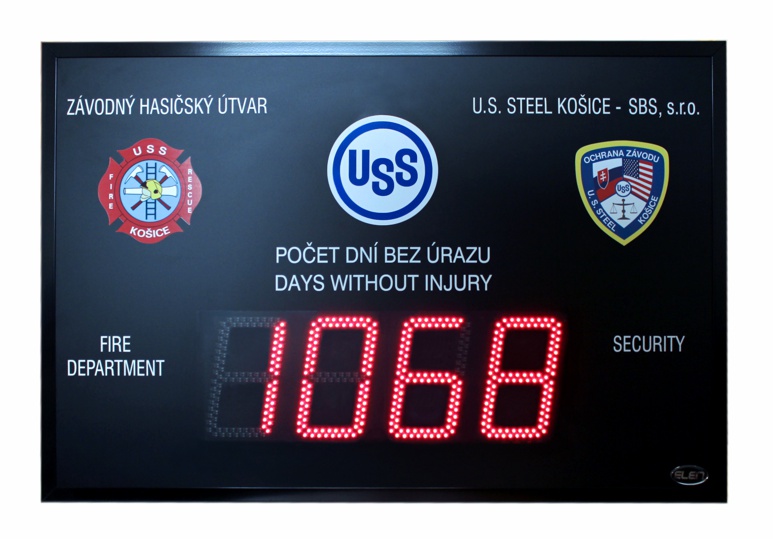 ZÁVODNÝ HASIČSKÝ ÚTVAR
U.S. STEEL KOŠICE - SBS, s.r.o.
USS
FIRE
RESCUE
KOŠICE
USS
OCHRANA ZÁVODU
USS
U. S. STEEL
KOŠICE
POČET DNÍ BEZ ÚRAZU
DAYS WITHOUT INJURY
FIRE
DEPARTMENT
1068
SECURITY
ELEN